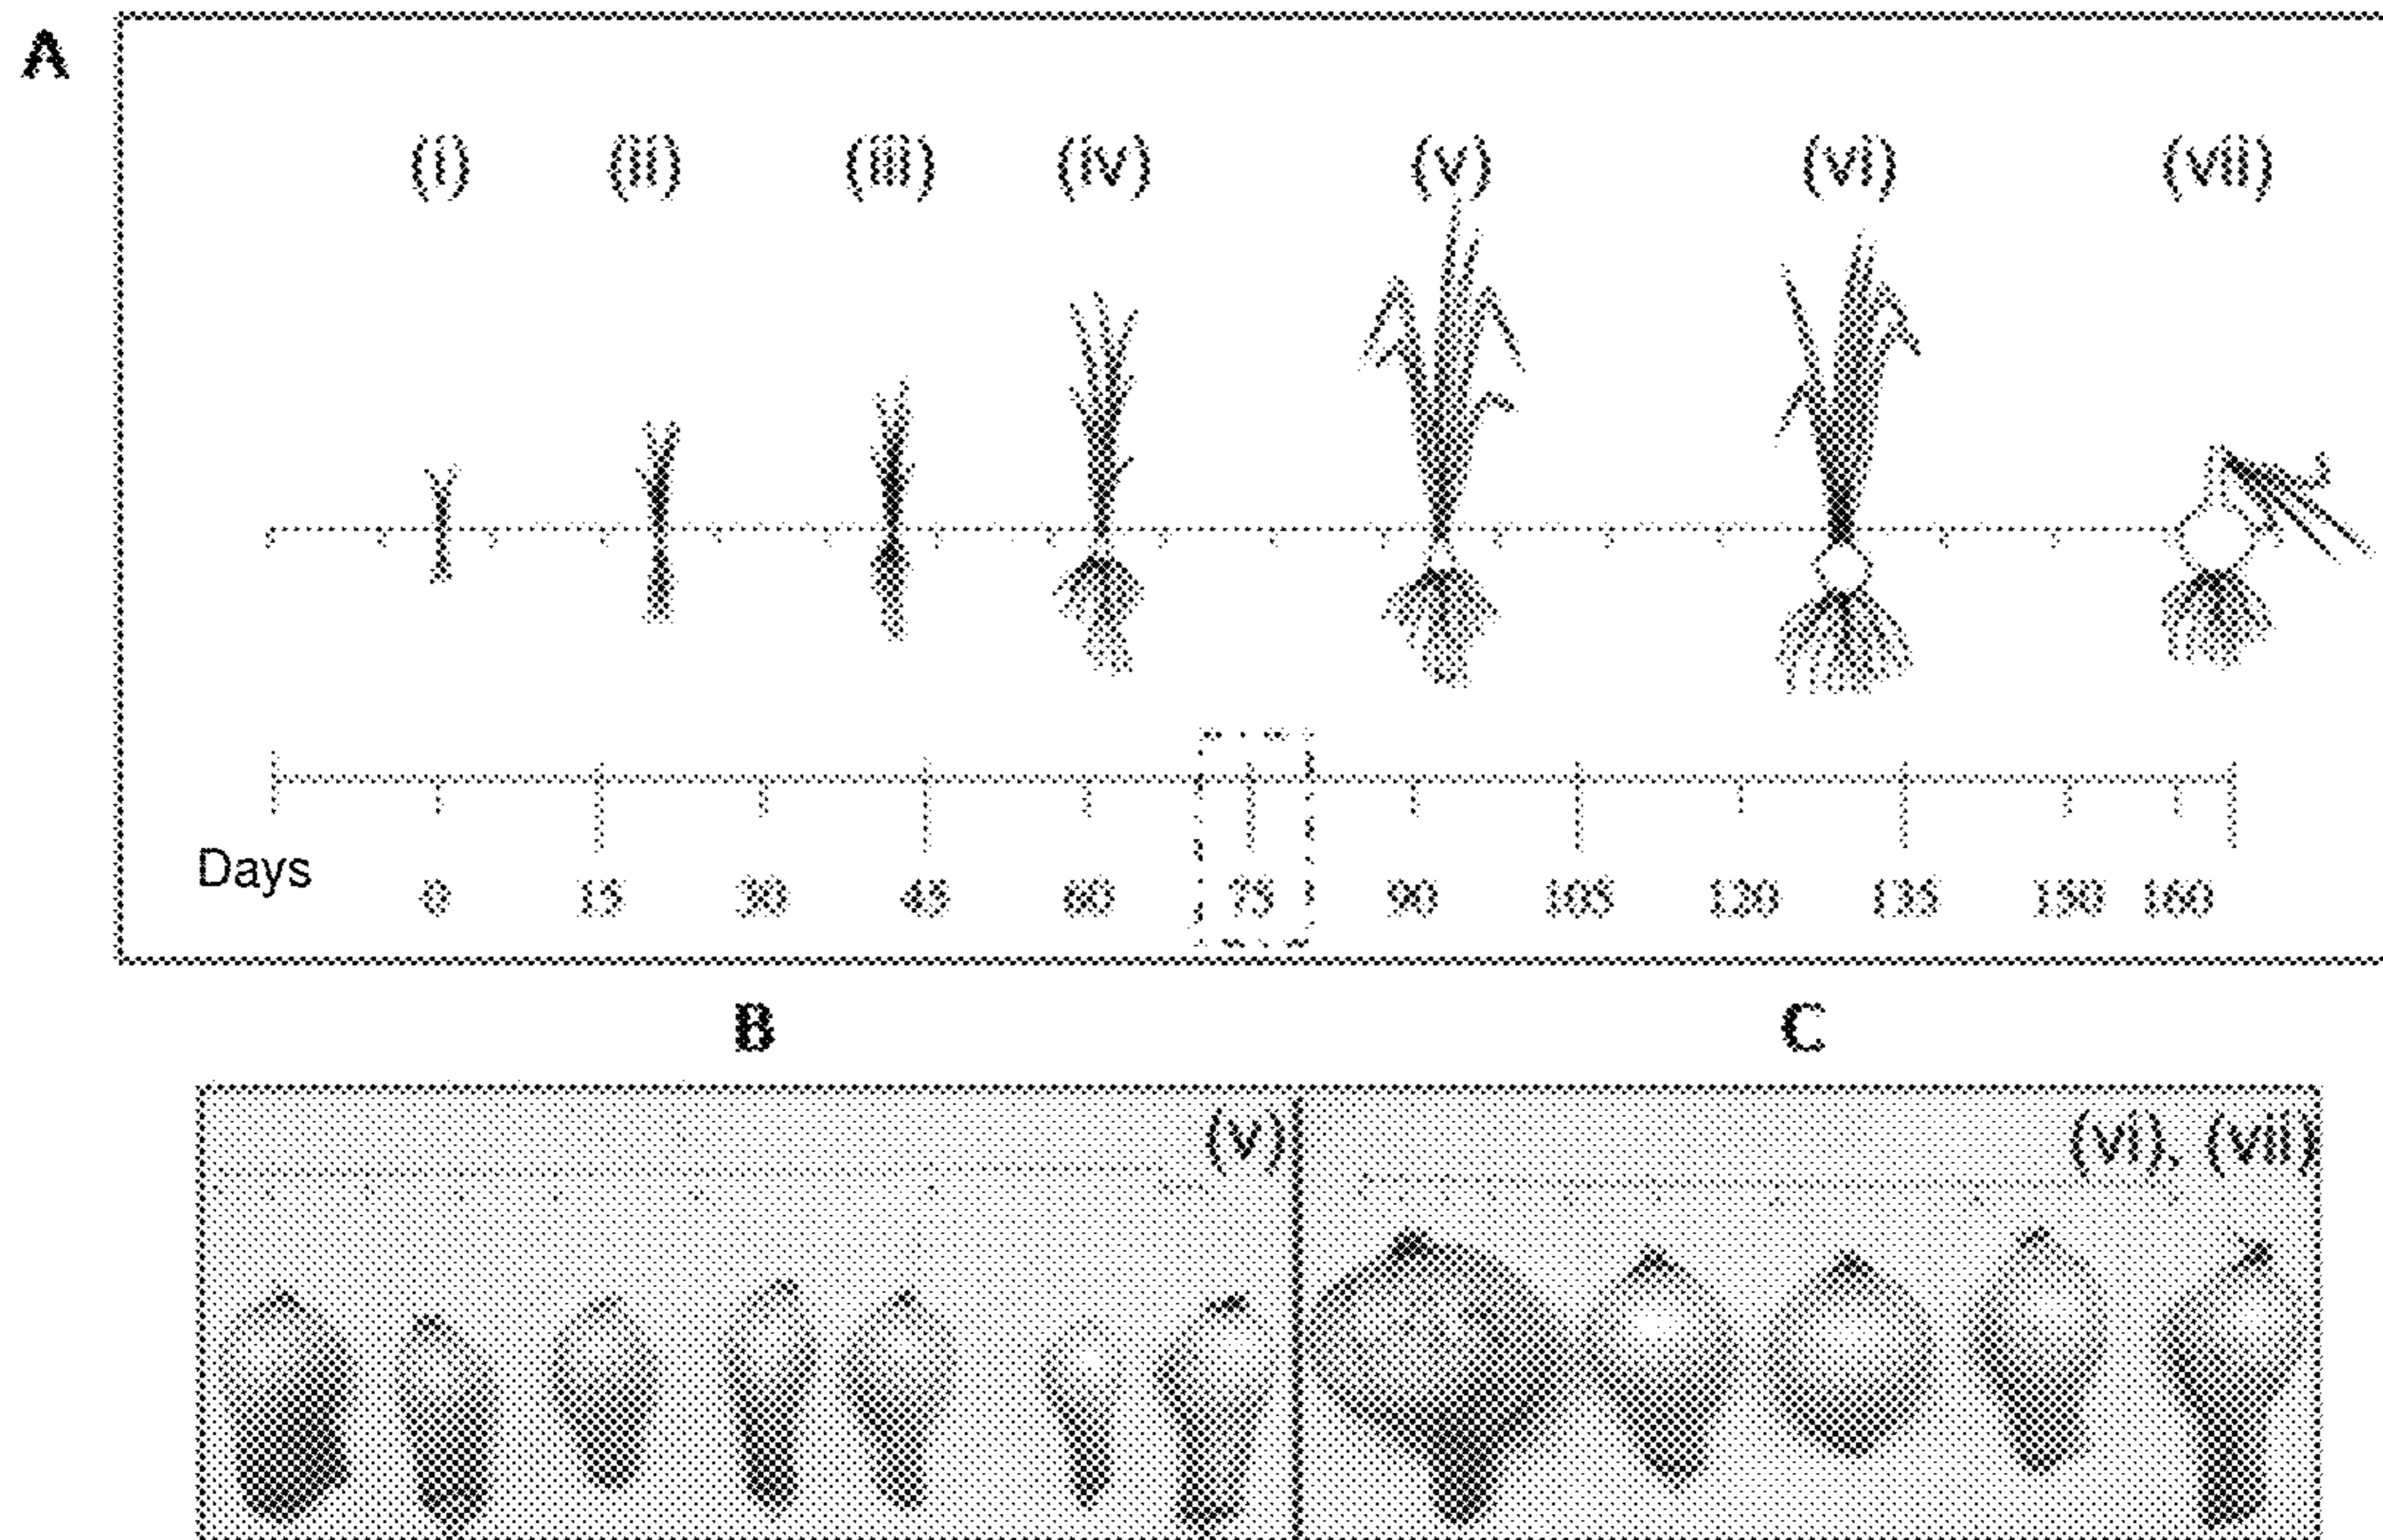 A
(i) (ii) (iii) (iv) (v) (vi) (vii)
Days 0 15 30 45 60 75 90 105 120 135 150 160
B C
(v) (vi), (vii)